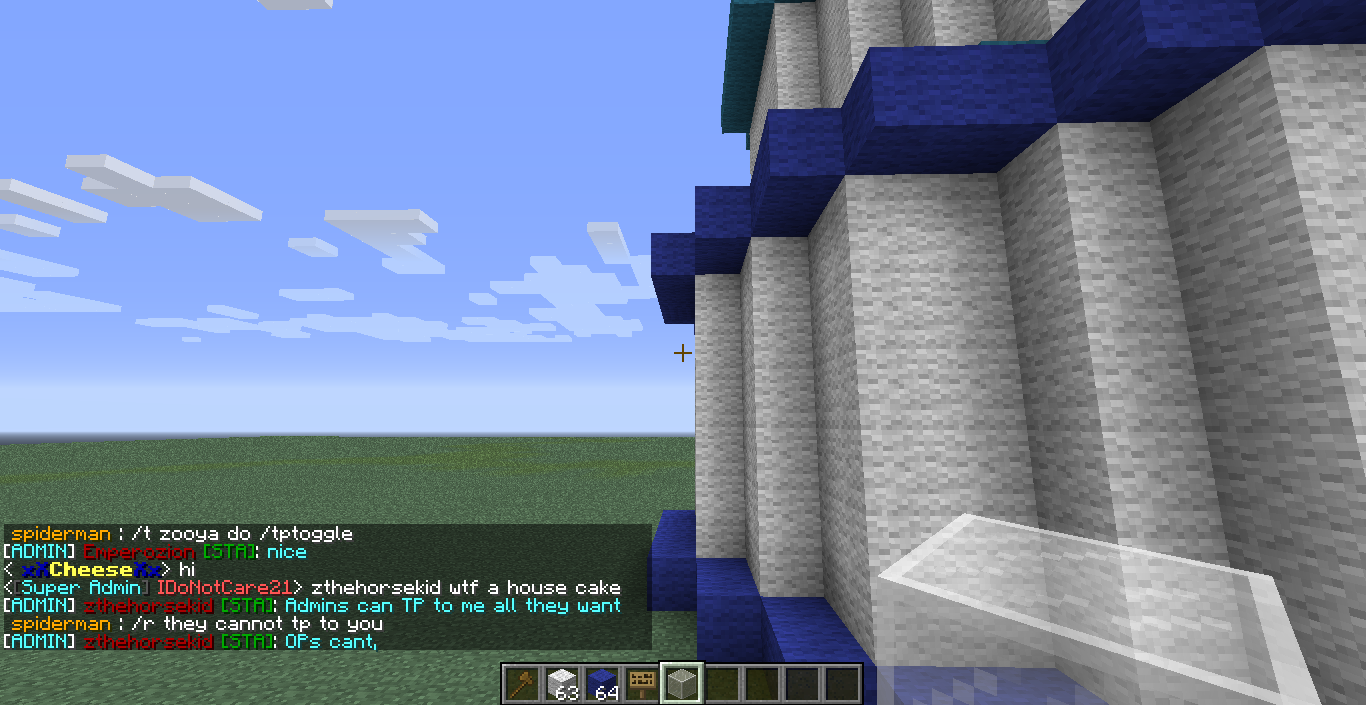 spiderman : /t zooya do /tptoggle
[ADMIN] Emperozion [STA]: nice
< xXCheeseXx> hi
<[Super Admin] IDoNotCare21> zthehorsekid wtf a house cake
[ADMIN] zthehorsekid [STA]: Admins can TP to me all they want
spiderman : /r they cannot tp to you
[ADMIN] zthehorsekid [STA]: OPs cant,
63 64